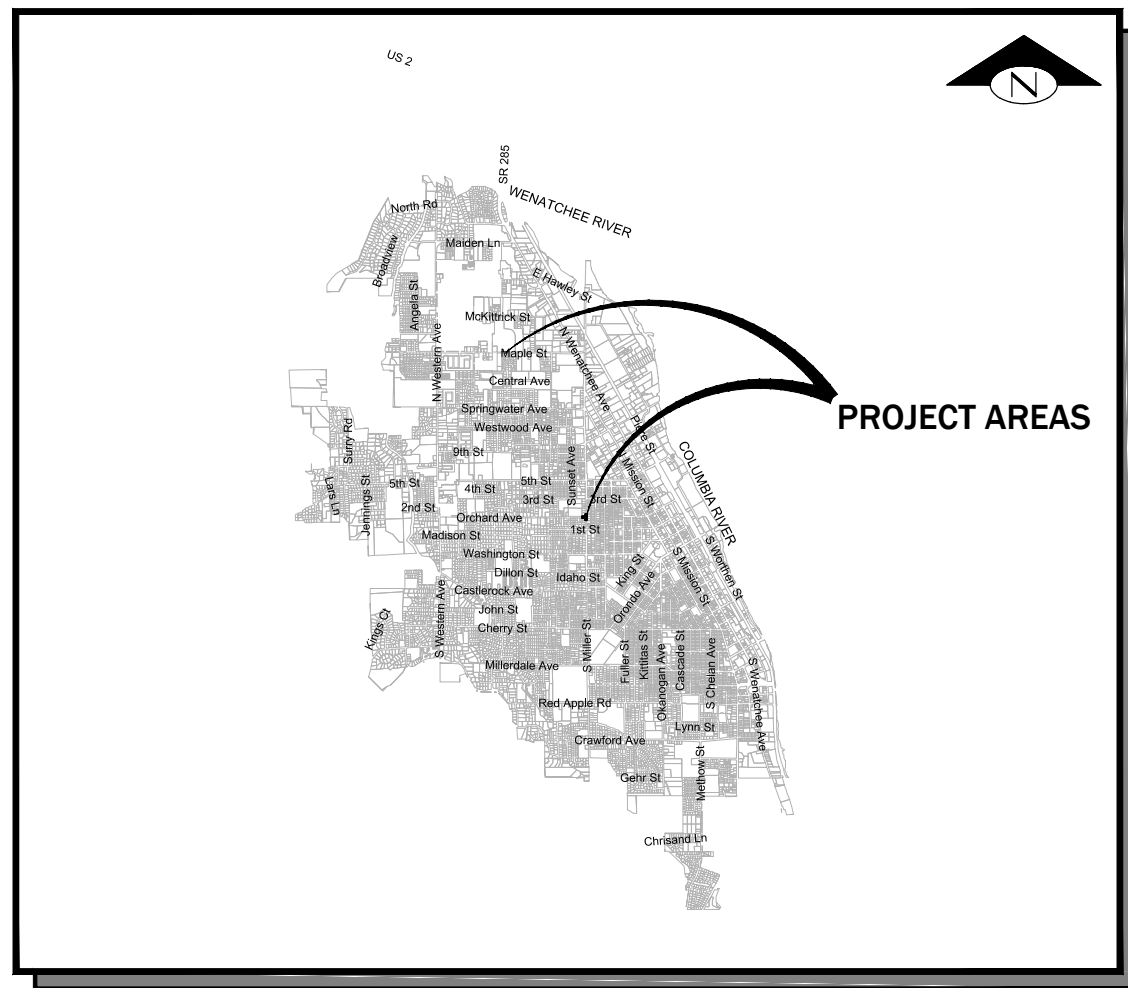 US 2
N
SR 285
WENATCHEE RIVER
North Rd
Maiden Ln
Broadview
E Hawley St
Angela St
McKittrick St
N Wenatchee Ave
N Western Ave
Maple St
Central Ave
PROJECT AREAS
Springwater Ave
Westwood Ave
Piere St
Surry Rd
9th St
COLUMBIA RIVER
Sunset Ave
N Mission St
Lars Ln
Jennings St
5th St
5th St
4th St
3rd St
3rd St
2nd St
Orchard Ave
1st St
Madison St
Washington St
S Worthen St
S Mission St
King St
Dillon St
Idaho St
Castlerock Ave
Orondo Ave
S Western Ave
John St
Kings Ct
Cherry St
S Miller St
Fuller St
Kittitas St
Okanogan Ave
Cascade St
S Chelan Ave
Millerdale Ave
S Wenatchee Ave
Red Apple Rd
Lynn St
Crawford Ave
Methow St
Gehr St
Chrisand Ln